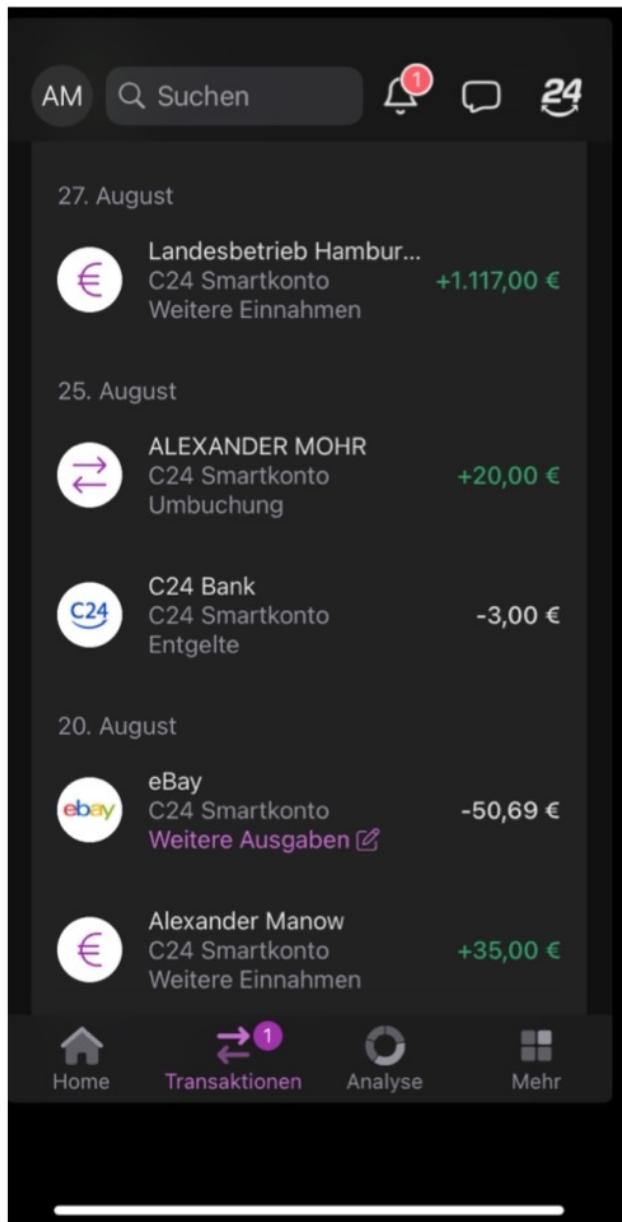 AM
Suchen
1
24
27. August
Landesbetrieb Hambur...
C24 Smartkonto
+1.117,00 €
Weitere Einnahmen
25. August
ALEXANDER MOHR
C24 Smartkonto
+20,00 €
Umbuchung
C24
C24 Bank
C24 Smartkonto
-3,00 €
Entgelte
20. August
ebay
eBay
C24 Smartkonto
-50,69 €
Weitere Ausgaben
€
Alexander Manow
C24 Smartkonto
+35,00 €
Weitere Einnahmen
1
Home
Transaktionen
Analyse
Mehr